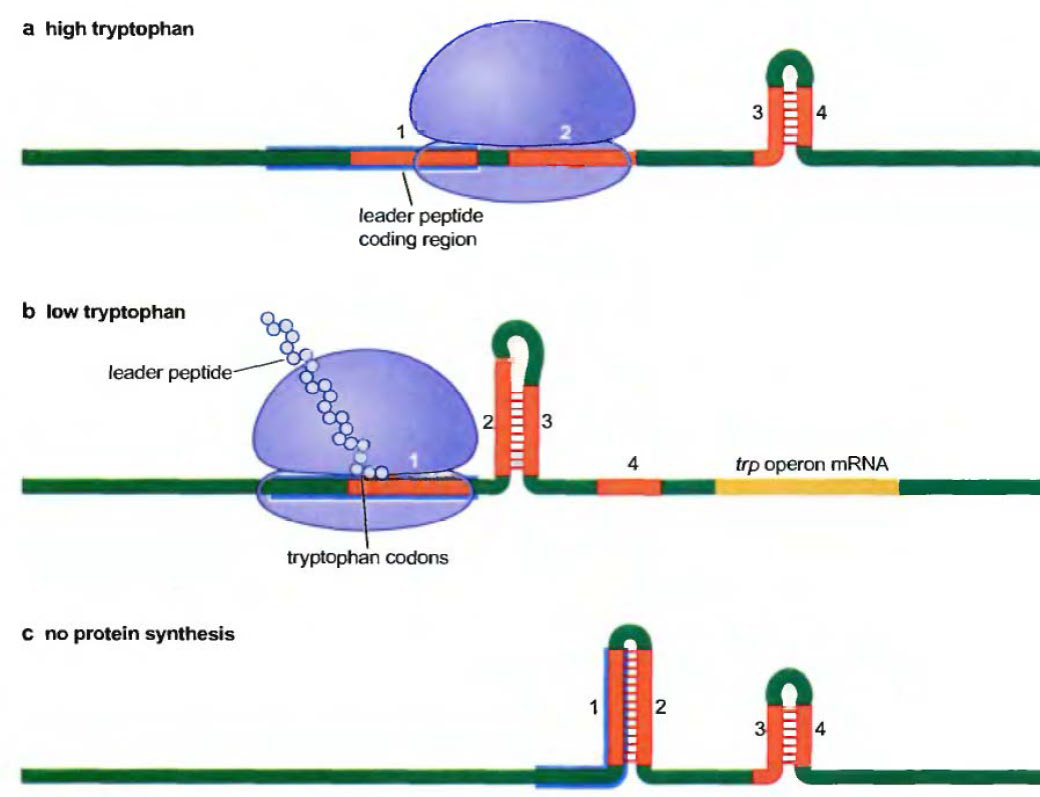 a high tryptophan
1
2
3
4
leader peptide
coding region
b low tryptophan
leader peptide
1
2
3
4
trp operon mRNA
tryptophan codons
c no protein synthesis
1
2
3
4